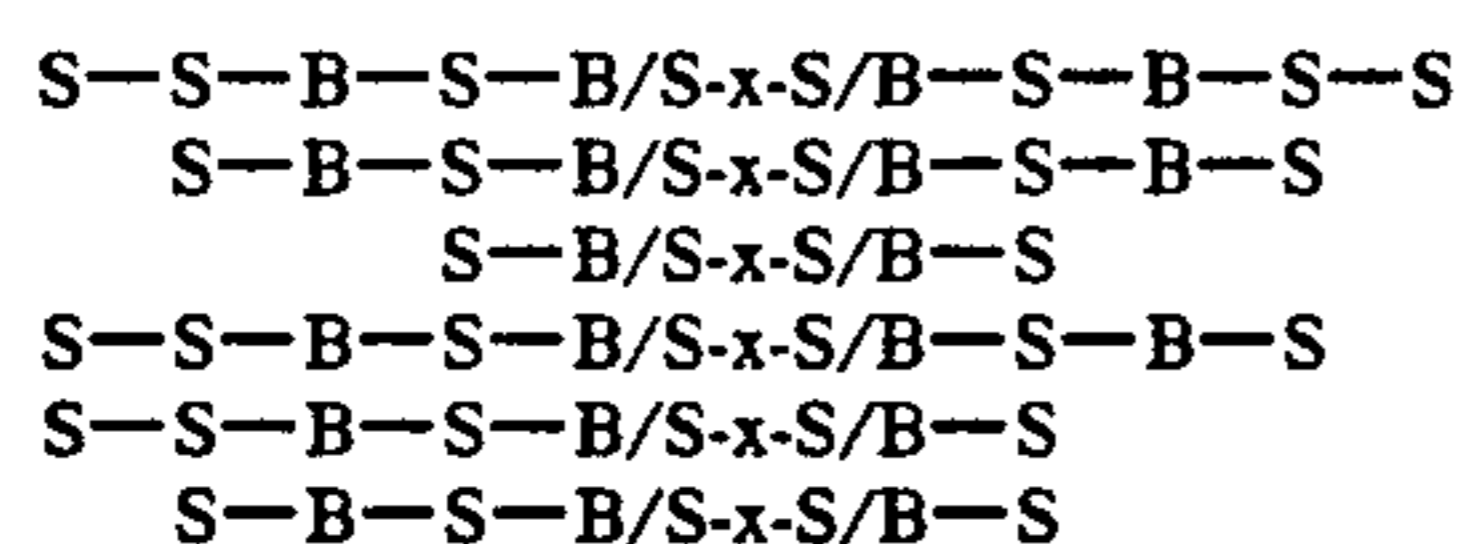 S—S—B—S—B/S-x-S/B—S—B—S—S
S—B—S—B/S-x-S/B—S—B—S
S—B/S-x-S/B—S
S—S—B—S—B/S-x-S/B—S—B—S
S—S—B—S—B/S-x-S/B—S
S—B—S—B/S-x-S/B—S